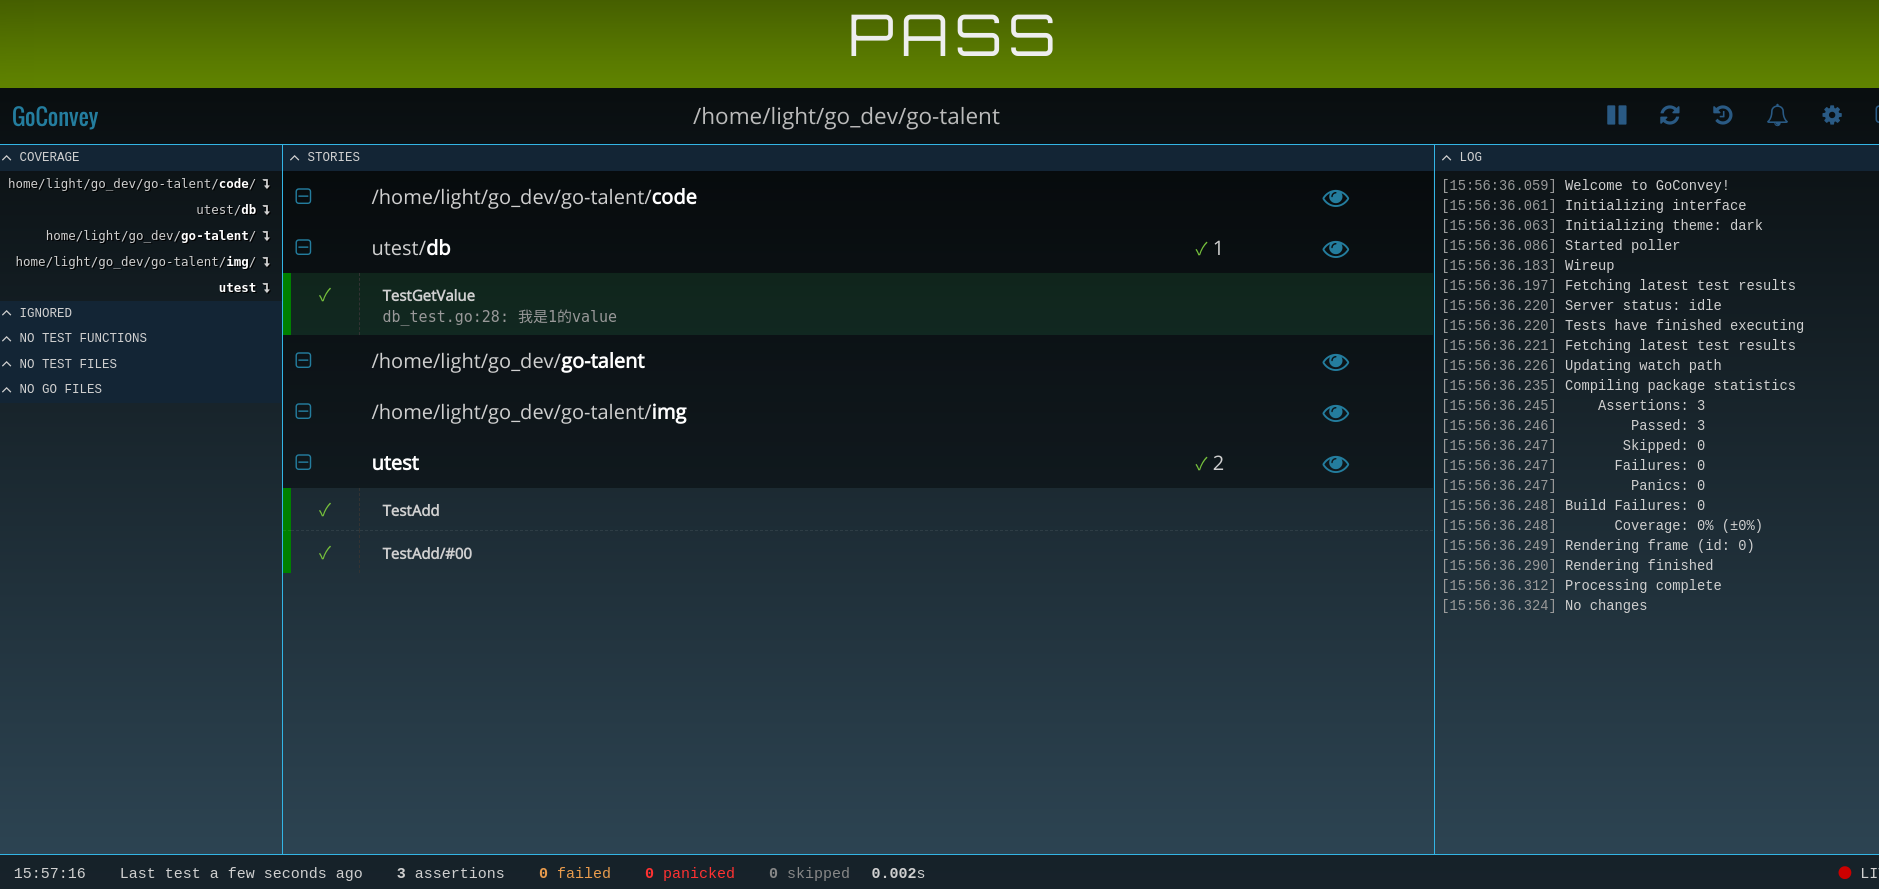 PASS
GoConvey
/home/light/go_dev/go-talent
COVERAGE
home/light/go_dev/go-talent/code/
utest/db
home/light/go_dev/go-talent/
home/light/go_dev/go-talent/img/
utest
IGNORED
NO TEST FUNCTIONS
NO TEST FILES
NO GO FILES
STORIES
/home/light/go_dev/go-talent/code
utest/db ✓ 1
✓ TestGetValue
db_test.go:28: 我是1的value
/home/light/go_dev/go-talent
/home/light/go_dev/go-talent/img
utest ✓ 2
✓ TestAdd
✓ TestAdd/#00
LOG
[15:56:36.059] Welcome to GoConvey!
[15:56:36.061] Initializing interface
[15:56:36.063] Initializing theme: dark
[15:56:36.086] Started poller
[15:56:36.183] Wireup
[15:56:36.197] Fetching latest test results
[15:56:36.220] Server status: idle
[15:56:36.220] Tests have finished executing
[15:56:36.221] Fetching latest test results
[15:56:36.226] Updating watch path
[15:56:36.235] Compiling package statistics
[15:56:36.245] Assertions: 3
[15:56:36.246] Passed: 3
[15:56:36.247] Skipped: 0
[15:56:36.247] Failures: 0
[15:56:36.247] Panics: 0
[15:56:36.248] Build Failures: 0
[15:56:36.248] Coverage: 0% (±0%)
[15:56:36.249] Rendering frame (id: 0)
[15:56:36.290] Rendering finished
[15:56:36.312] Processing complete
[15:56:36.324] No changes
15:57:16 Last test a few seconds ago 3 assertions 0 failed 0 panicked 0 skipped 0.002s